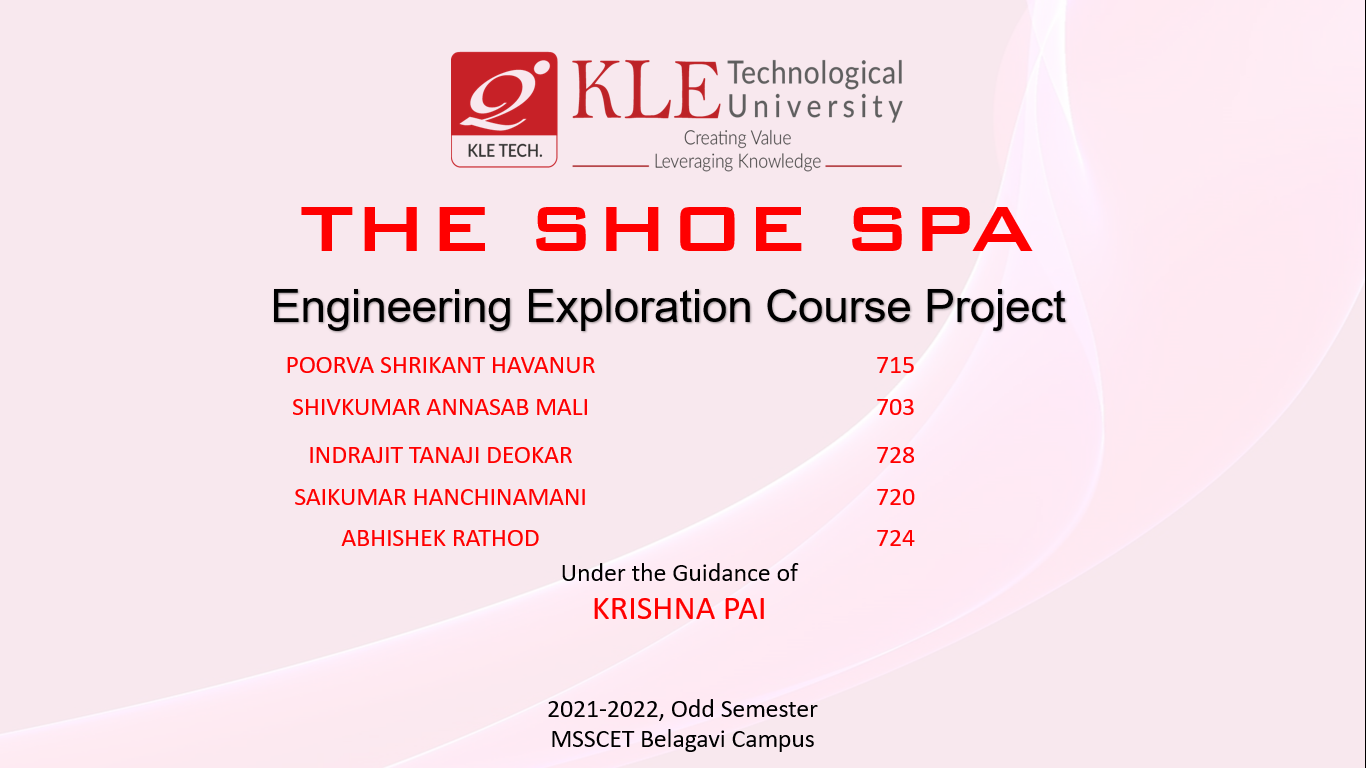 KLE TECH.
KLE Technological
University
Creating Value
Leveraging Knowledge
THE SHOE SPA
Engineering Exploration Course Project
POORVA SHRIKANT HAVANUR 715
SHIVKUMAR ANNASAB MALI 703
INDRAJIT TANAJI DEOKAR 728
SAIKUMAR HANCHINAMANI 720
ABHISHEK RATHOD 724
Under the Guidance of
KRISHNA PAI
2021-2022, Odd Semester
MSSCET Belagavi Campus